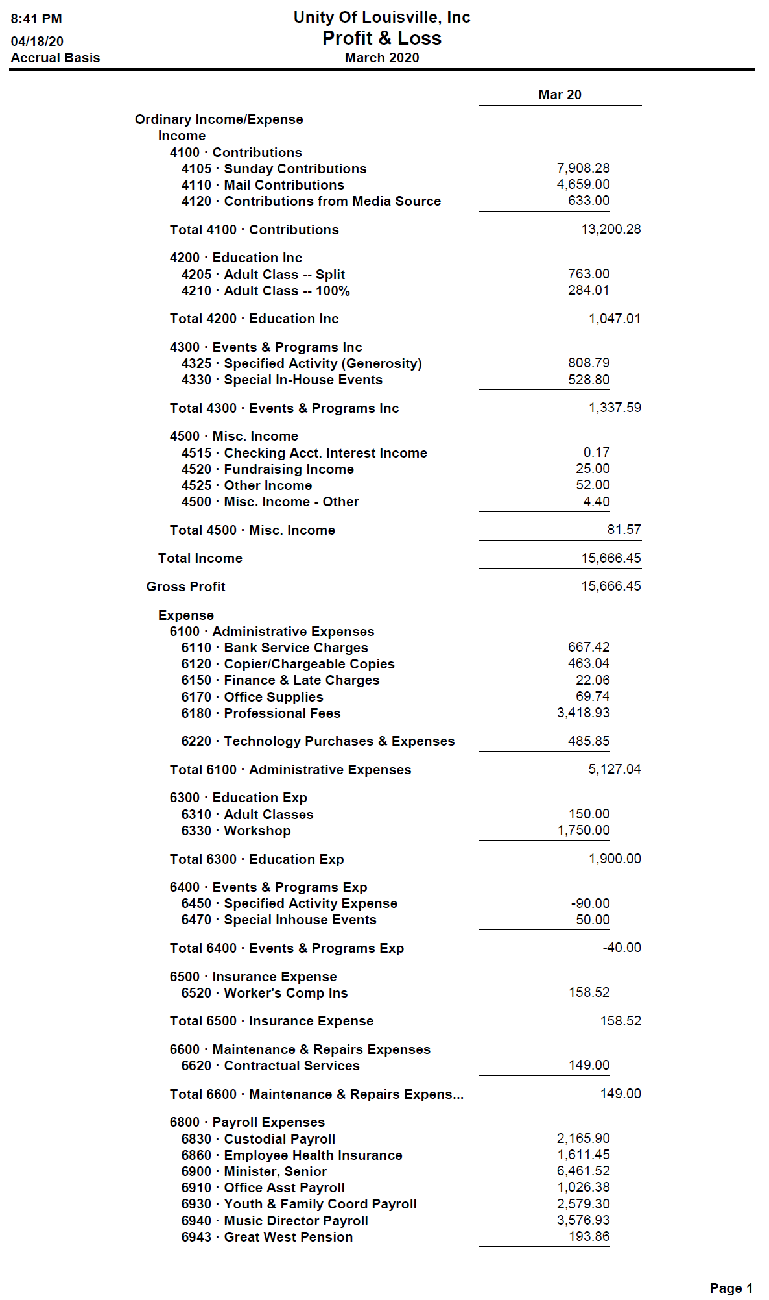 8:41 PM
Unity Of Louisville, Inc
04/18/20
Profit & Loss
Accrual Basis
March 2020
Mar 20
Ordinary Income/Expense
Income
4100 · Contributions
4105 · Sunday Contributions 7,908.28
4110 · Mail Contributions 4,659.00
4120 · Contributions from Media Source 633.00
Total 4100 · Contributions 13,200.28
4200 · Education Inc
4205 · Adult Class -- Split 763.00
4210 · Adult Class -- 100% 284.01
Total 4200 · Education Inc 1,047.01
4300 · Events & Programs Inc
4325 · Specified Activity (Generosity) 808.79
4330 · Special In-House Events 528.80
Total 4300 · Events & Programs Inc 1,337.59
4500 · Misc. Income
4515 · Checking Acct. Interest Income 0.17
4520 · Fundraising Income 25.00
4525 · Other Income 52.00
4500 · Misc. Income - Other 4.40
Total 4500 · Misc. Income 81.57
Total Income 15,666.45
Gross Profit 15,666.45
Expense
6100 · Administrative Expenses
6110 · Bank Service Charges 667.42
6120 · Copier/Chargeable Copies 463.04
6150 · Finance & Late Charges 22.06
6170 · Office Supplies 69.74
6180 · Professional Fees 3,418.93
6220 · Technology Purchases & Expenses 485.85
Total 6100 · Administrative Expenses 5,127.04
6300 · Education Exp
6310 · Adult Classes 150.00
6330 · Workshop 1,750.00
Total 6300 · Education Exp 1,900.00
6400 · Events & Programs Exp
6450 · Specified Activity Expense -90.00
6470 · Special Inhouse Events 50.00
Total 6400 · Events & Programs Exp -40.00
6500 · Insurance Expense
6520 · Worker's Comp Ins 158.52
Total 6500 · Insurance Expense 158.52
6600 · Maintenance & Repairs Expenses
6620 · Contractual Services 149.00
Total 6600 · Maintenance & Repairs Expens... 149.00
6800 · Payroll Expenses
6830 · Custodial Payroll 2,165.90
6860 · Employee Health Insurance 1,611.45
6900 · Minister, Senior 6,461.52
6910 · Office Asst Payroll 1,026.38
6930 · Youth & Family Coord Payroll 2,579.30
6940 · Music Director Payroll 3,576.93
6943 · Great West Pension 193.86
Page 1